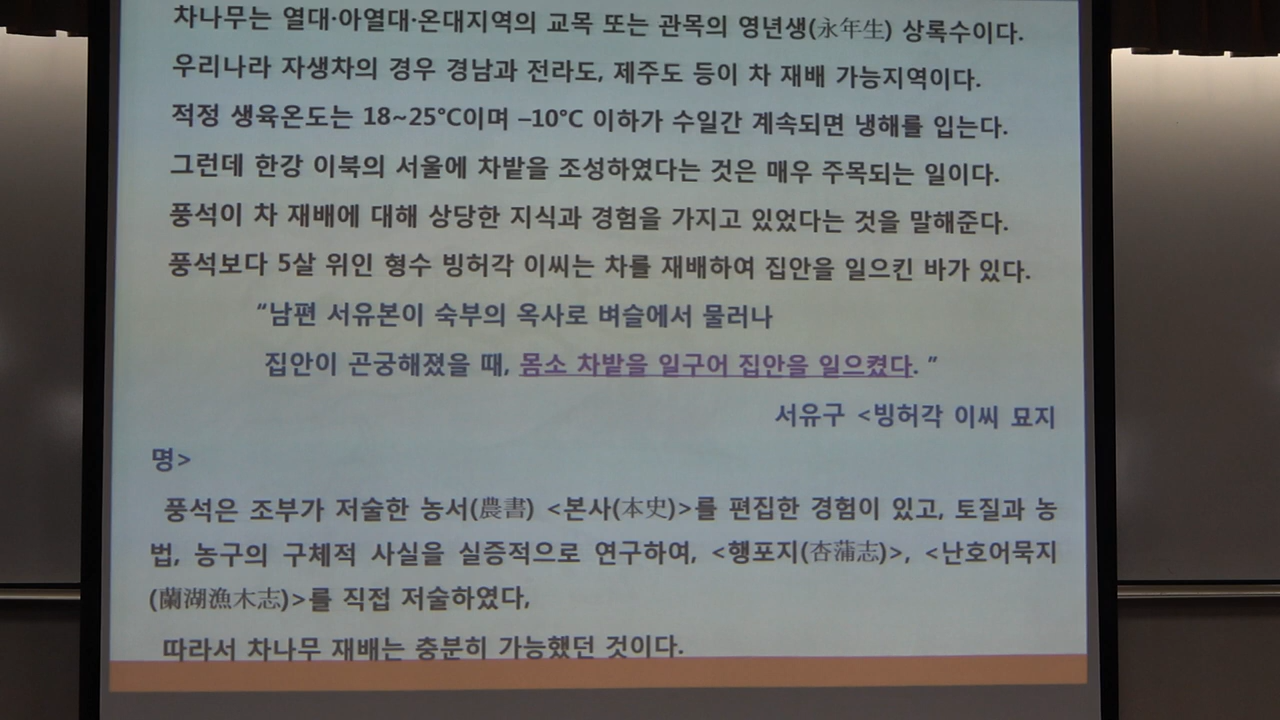 차나무는 열대·아열대·온대지역의 교목 또는 관목의 영년생(永年生) 상록수이다.
우리나라 자생차의 경우 경남과 전라도, 제주도 등이 차 재배 가능지역이다.
적정 생육온도는 18~25°C이며 –10°C 이하가 수일간 계속되면 냉해를 입는다.
그런데 한강 이북의 서울에 차밭을 조성하였다는 것은 매우 주목되는 일이다.
풍석이 차 재배에 대해 상당한 지식과 경험을 가지고 있었다는 것을 말해준다.
풍석보다 5살 위인 형수 빙허각 이씨는 차를 재배하여 집안을 일으킨 바가 있다.
“남편 서유본이 숙부의 옥사로 벼슬에서 물러나
집안이 곤궁해졌을 때, 몸소 차밭을 일구어 집안을 일으켰다. ”
서유구 <빙허각 이씨 묘지
명>
풍석은 조부가 저술한 농서(農書) <본사(本史)>를 편집한 경험이 있고, 토질과 농
법, 농구의 구체적 사실을 실증적으로 연구하여, <행포지(杏蒲志)>, <난호어묵지
(蘭湖漁木志)>를 직접 저술하였다,
따라서 차나무 재배는 충분히 가능했던 것이다.